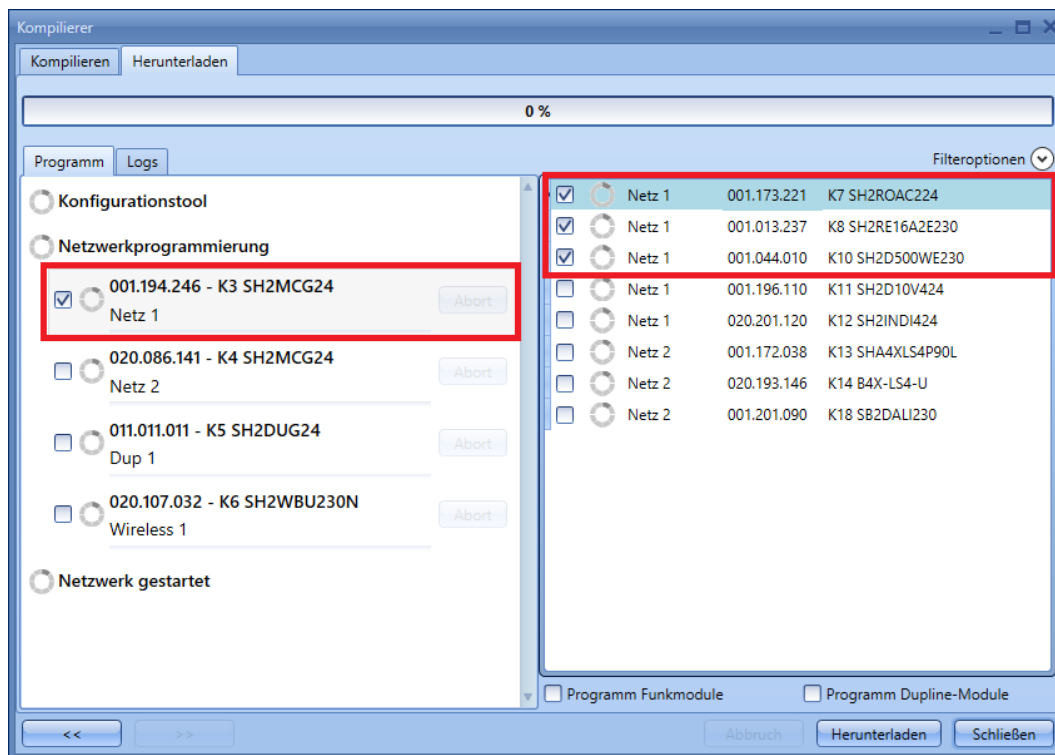 Kompilierer
Kompilieren Herunterladen
0 %
Programm Logs
Filteroptionen
Konfigurationstool
Netzwerkprogrammierung
001.194.246 - K3 SH2MCG24
Netz 1
Abort
020.086.141 - K4 SH2MCG24
Netz 2
Abort
011.011.011 - K5 SH2DUG24
Dup 1
Abort
020.107.032 - K6 SH2WBU230N
Wireless 1
Abort
Netzwerk gestartet
Netz 1 001.173.221 K7 SH2ROAC224
Netz 1 001.013.237 K8 SH2RE16A2E230
Netz 1 001.044.010 K10 SH2D500WE230
Netz 1 001.196.110 K11 SH2D10V424
Netz 1 020.201.120 K12 SH2INDI424
Netz 2 001.172.038 K13 SHA4XLS4P90L
Netz 2 020.193.146 K14 B4X-LS4-U
Netz 2 001.201.090 K18 SB2DALI230
Programm Funkmodule Programm Dupline-Module
<< >> Abbruch Herunterladen Schließen